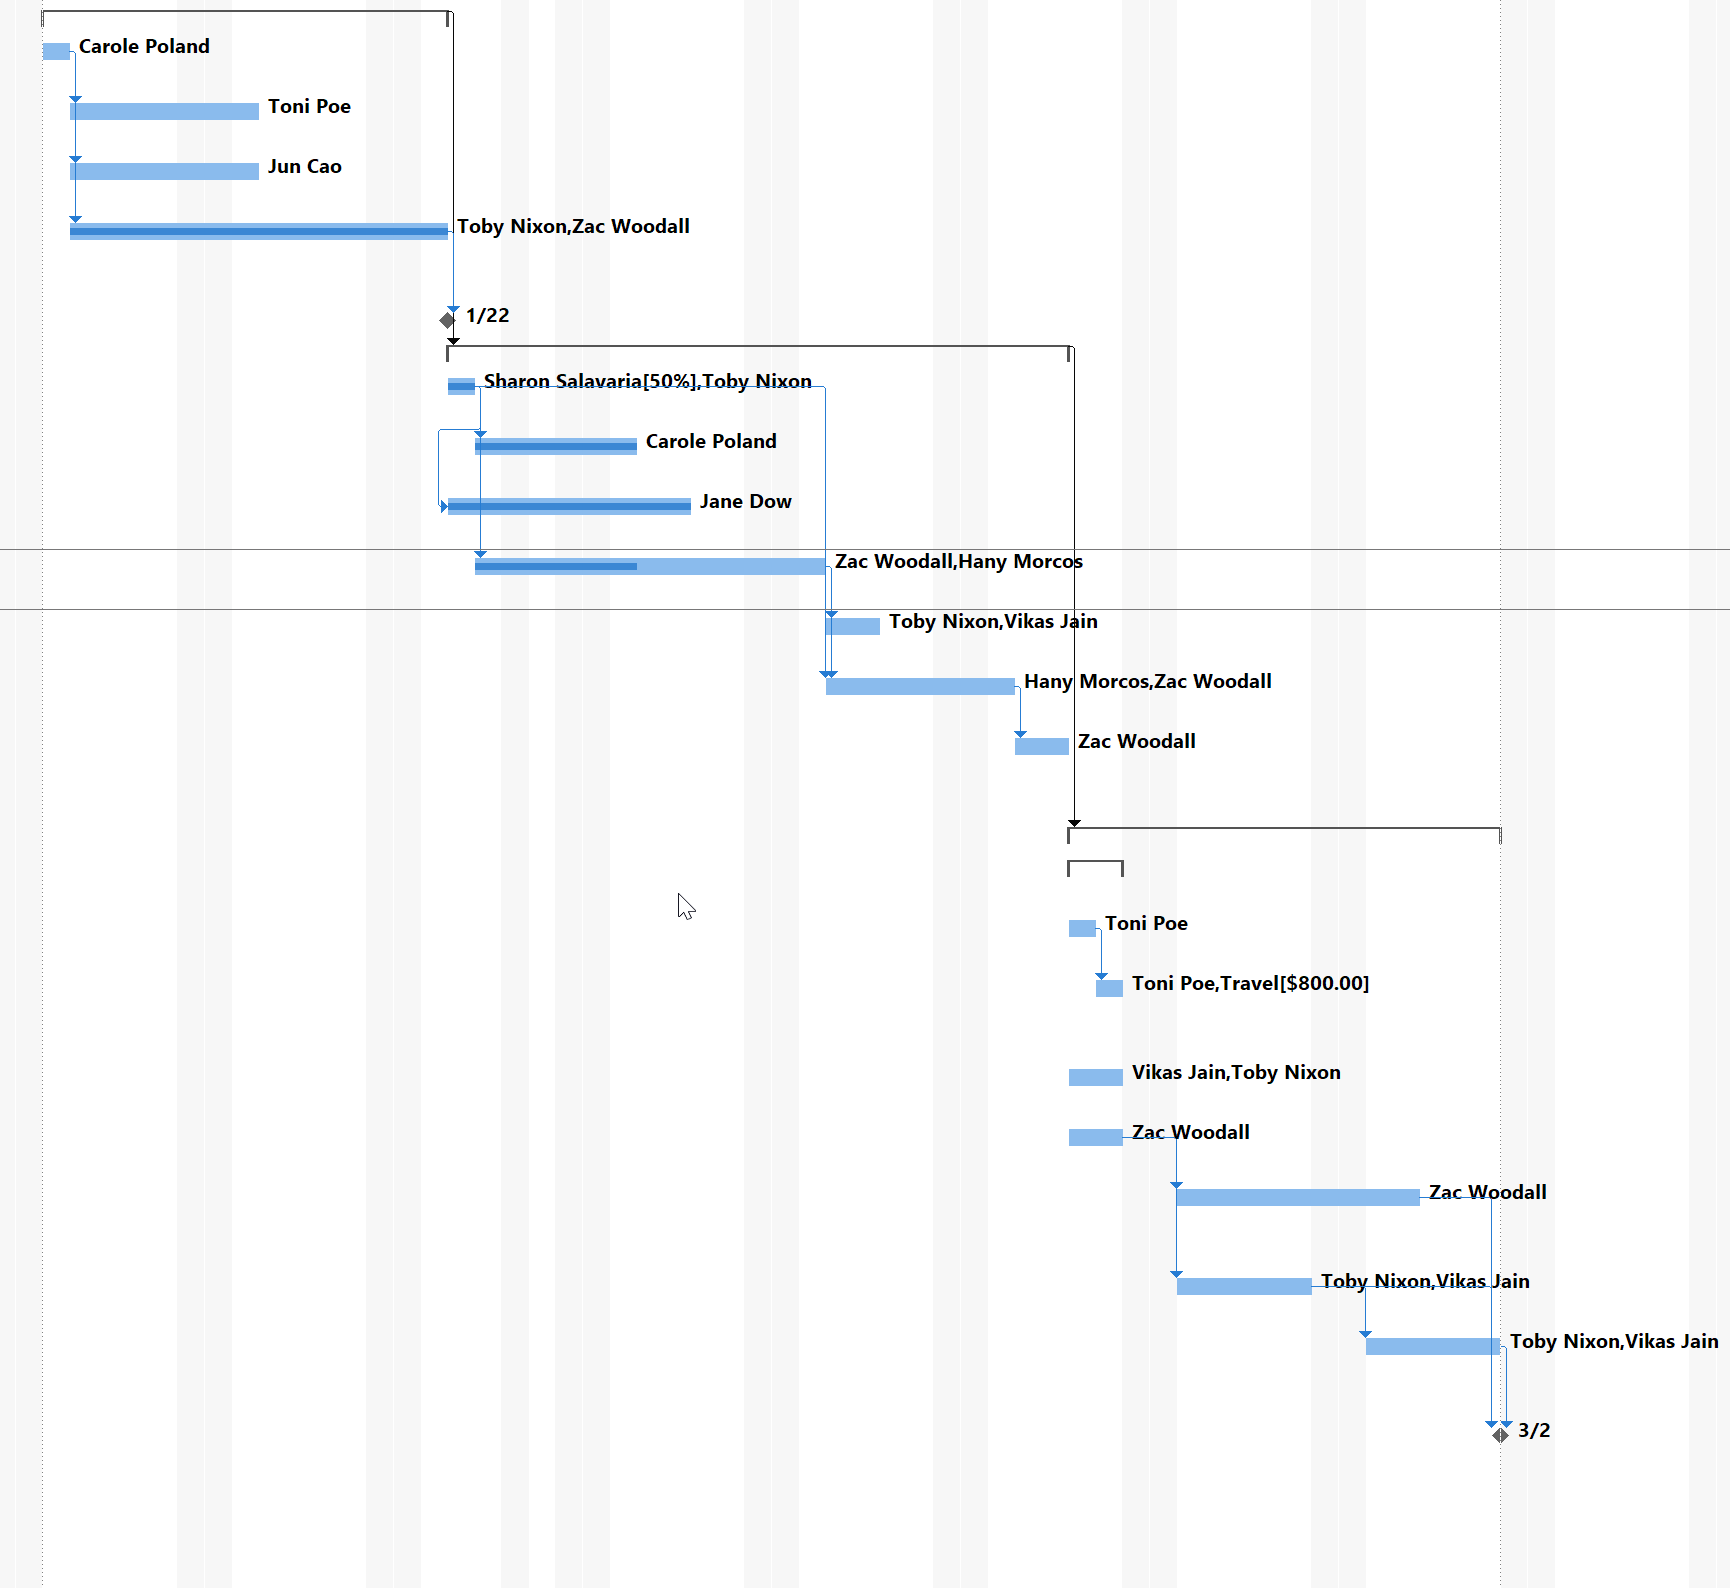 Carole Poland
Toni Poe
Jun Cao
Toby Nixon,Zac Woodall
1/22
Sharon Salavaria[50%],Toby Nixon
Carole Poland
Jane Dow
Zac Woodall,Hany Morcos
Toby Nixon,Vikas Jain
Hany Morcos,Zac Woodall
Zac Woodall
Toni Poe
Toni Poe,Travel[$800.00]
Vikas Jain,Toby Nixon
Zac Woodall
Zac Woodall
Toby Nixon,Vikas Jain
Toby Nixon,Vikas Jain
3/2